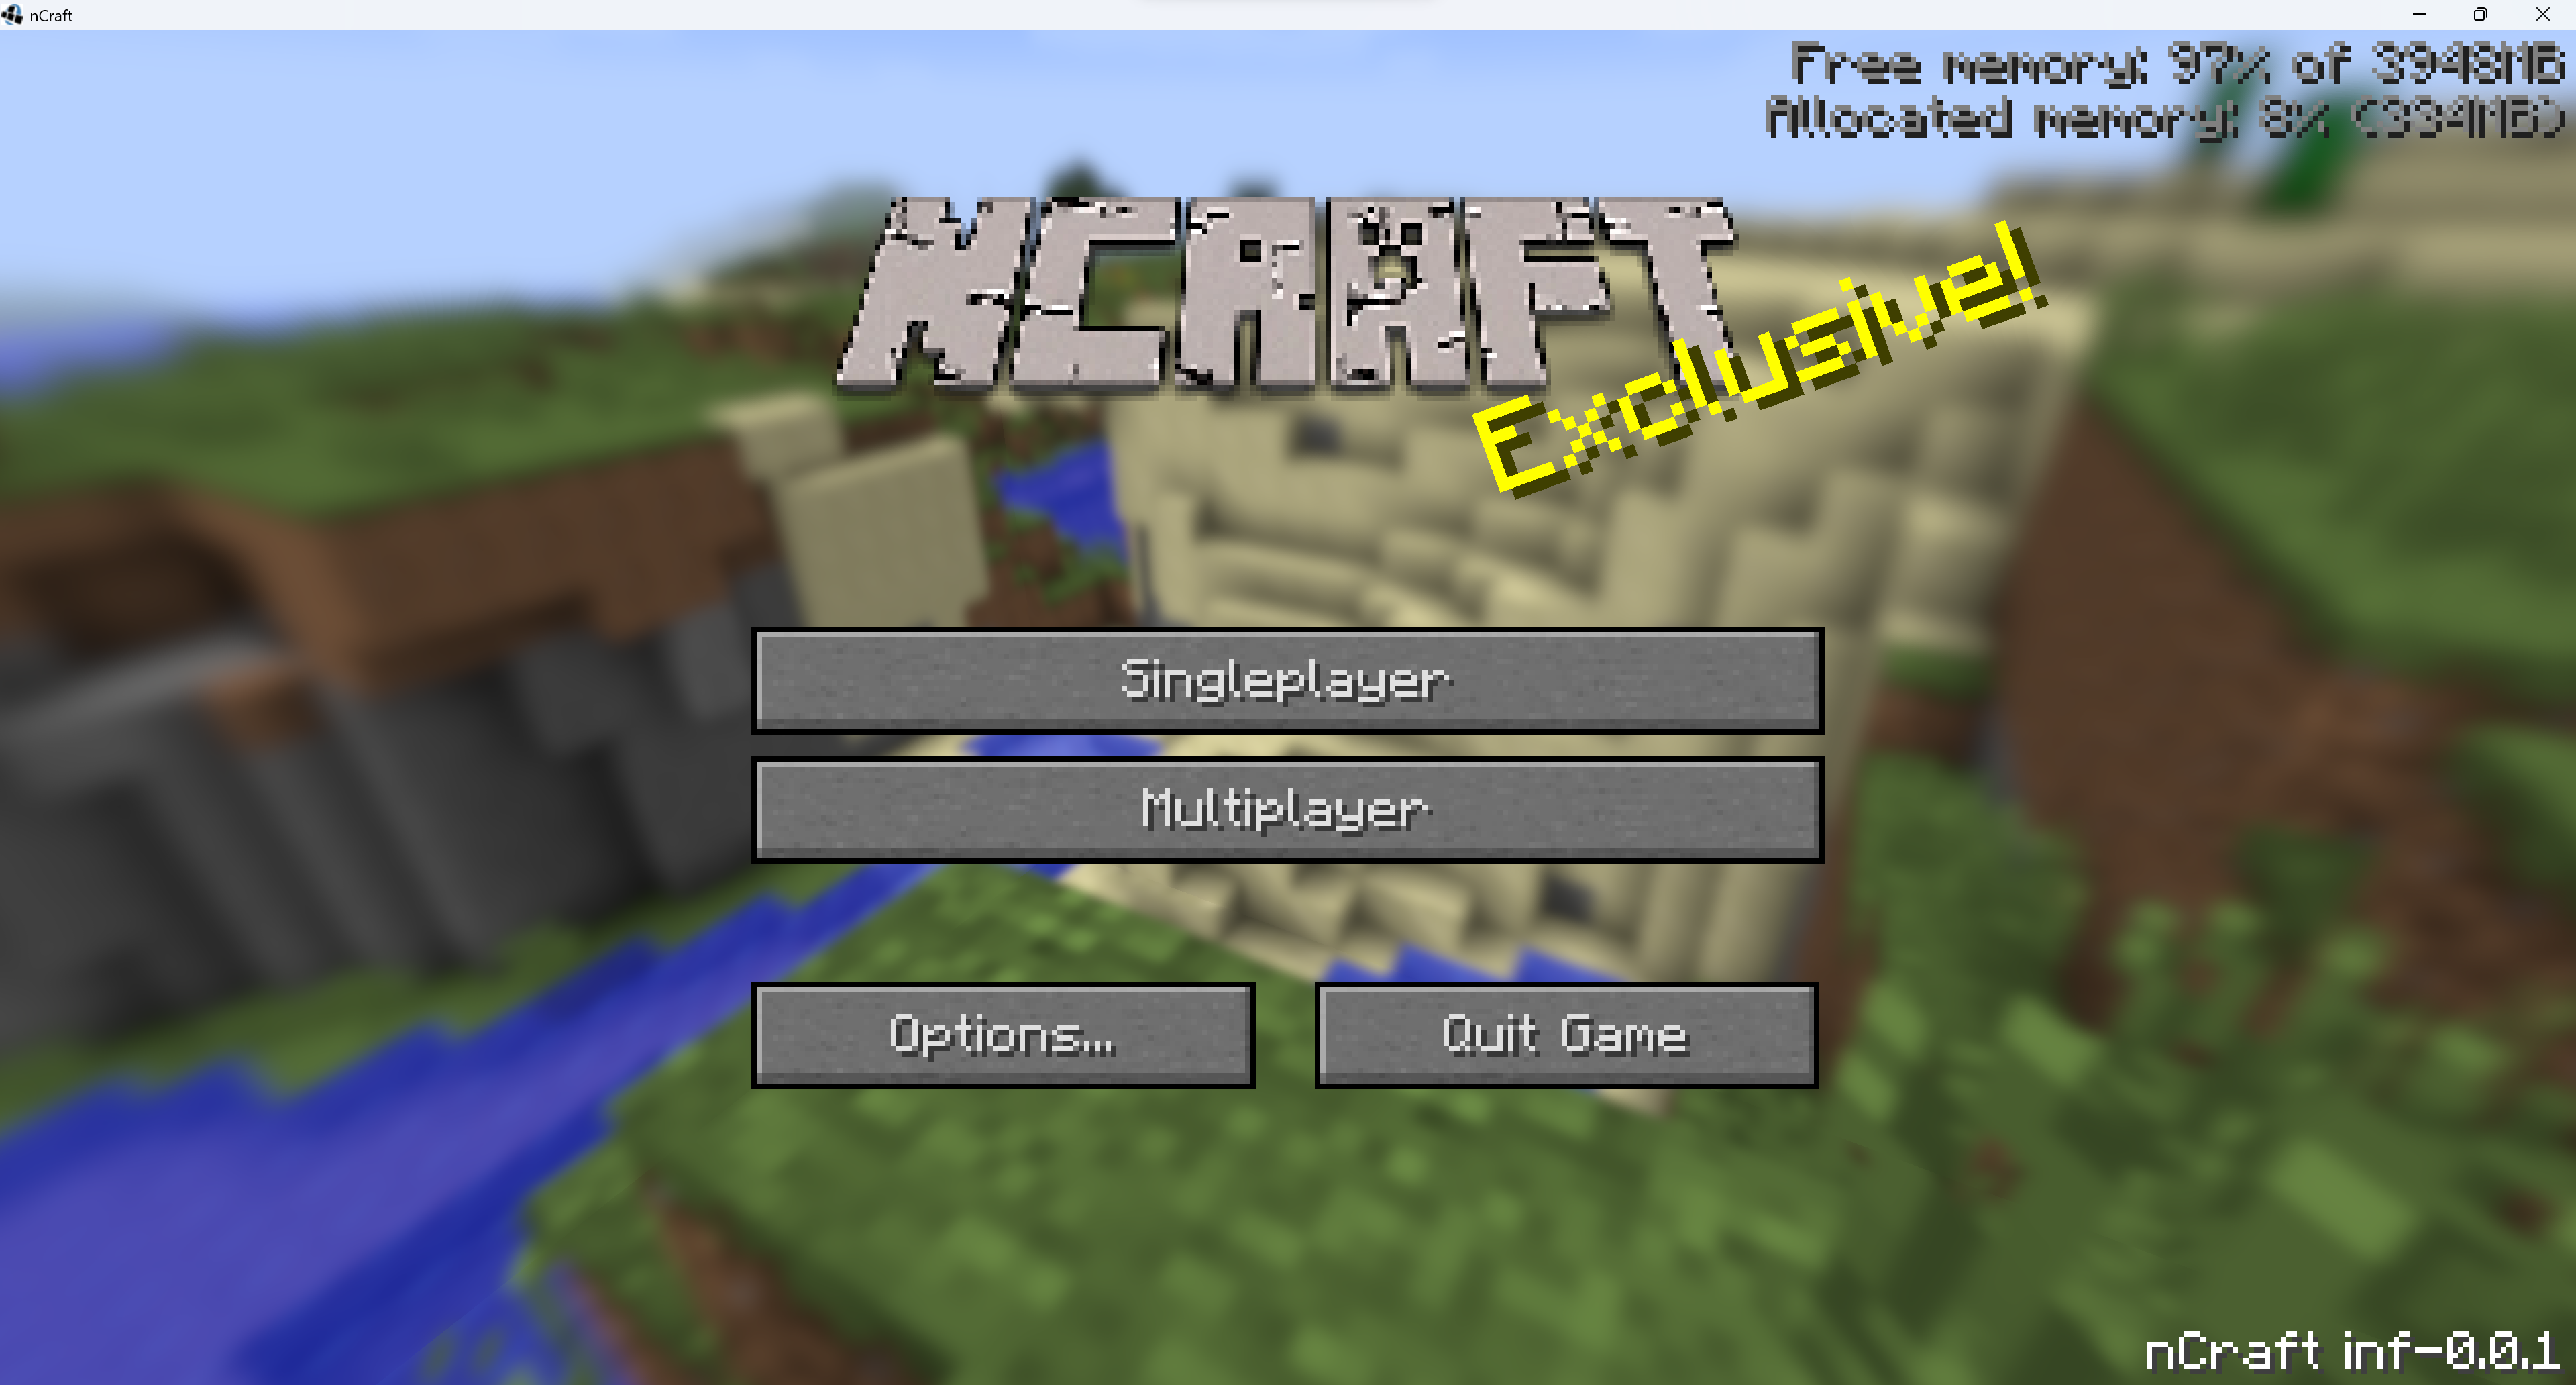 nCraft
Free memory: 97% of 3948MB
Allocated memory: 8% (334MB)
NCRAFT
Exclusive!
Singleplayer
Multiplayer
Options...
Quit Game
nCraft inf-0.0.1